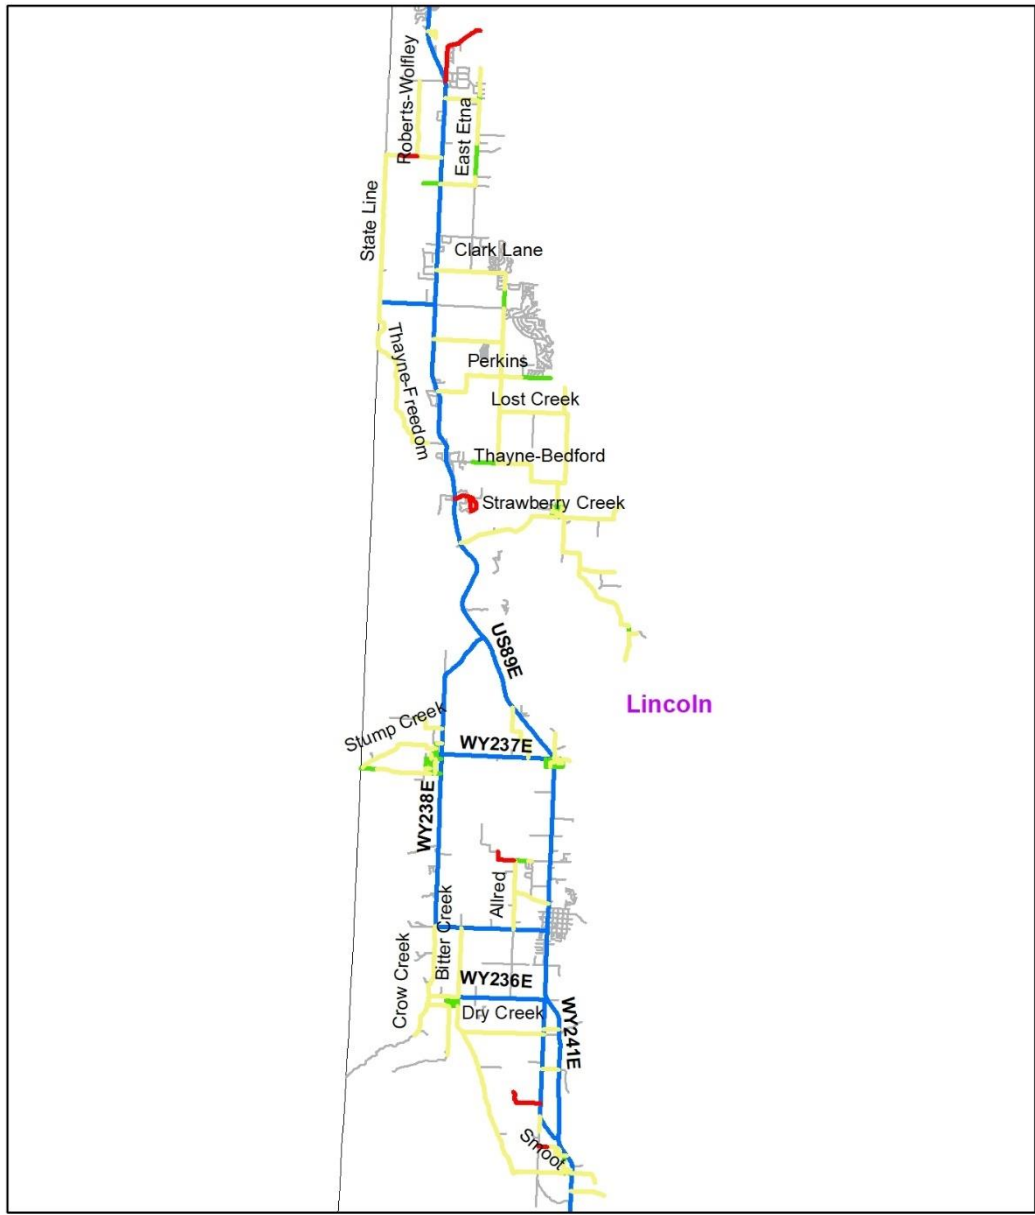 Roberts-Wolfley
East Etna
State Line
Clark Lane
Thayne-Freedom
Perkins
Lost Creek
Thayne-Bedford
Strawberry Creek
US89E
Lincoln
Stump Creek
WY237E
WY238E
Allred
Bitter Creek
Crow Creek
WY236E
Dry Creek
WY241E
Smoot